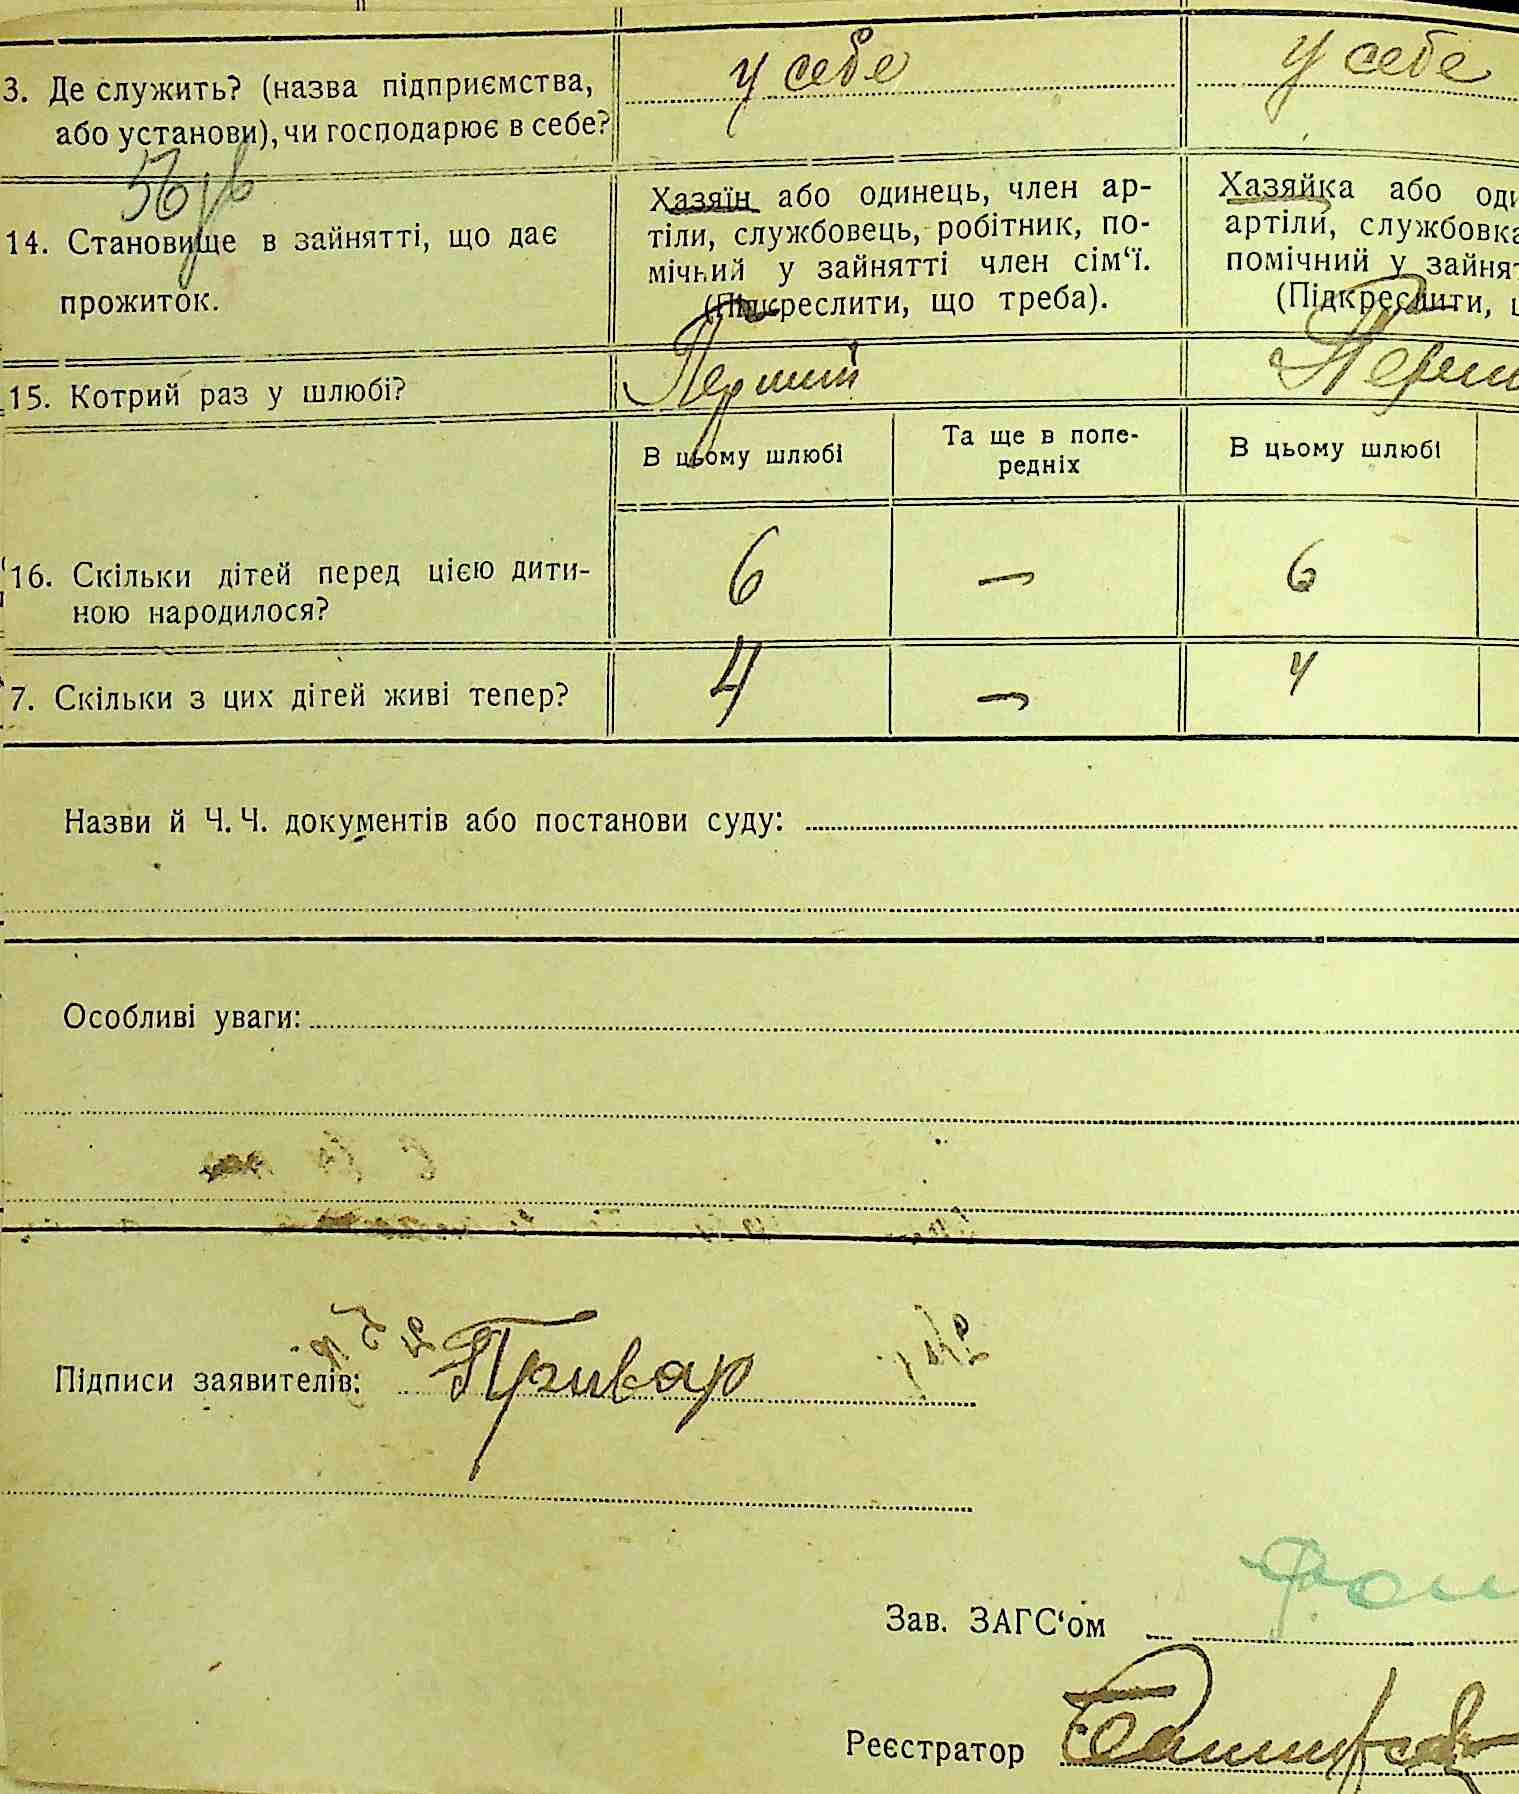 3. Де служить? (назва підприємства, або установи), чи господарює в себе?
у себе
у себе
14. Становище в зайнятті, що дає прожиток.
Хазяїн або одинець, член ар-
тіли, службовець, робітник, по-
мічний у зайнятті член сім‘ї.
(Підкреслити, що треба).
Хазяйка або оди
артіли, службовка
помічний у зайнят
(Підкреслити, щ
15. Котрий раз у шлюбі?
Перший
Перши
В цьому шлюбі
Та ще в попе-
редніх
В цьому шлюбі
16. Скільки дітей перед цією дити-
ною народилося?
6 — 6
7. Скільки з цих дітей живі тепер?
4 — 4
Назви й Ч. Ч. документів або постанови суду:
Особливі уваги:
Підписи заявителів:
Зав. ЗАГС‘ом
Реєстратор